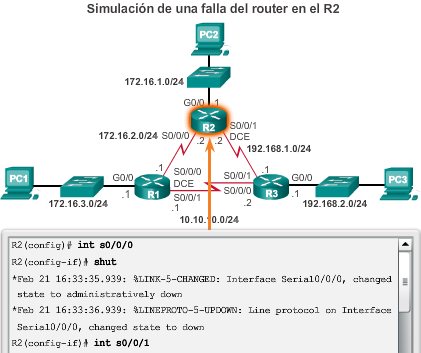 Simulación de una falla del router en el R2
PC2
172.16.1.0/24
G0/0
.1
R2
172.16.2.0/24
S0/0/0
.2
.2
S0/0/1
DCE
192.168.1.0/24
.1
.1
PC1
G0/0
.1
172.16.3.0/24
R1
S0/0/0
DCE
S0/0/1
.1
S0/0/1
S0/0/0
.2
10.10.10.0/24
R3
G0/0
.1
192.168.2.0/24
PC3
R2(config)# int s0/0/0
R2(config-if)# shut
*Feb 21 16:33:35.939: %LINK-5-CHANGED: Interface Serial0/0/0, changed
state to administratively down
*Feb 21 16:33:36.939: %LINEPROTO-5-UPDOWN: Line protocol on Interface
Serial0/0/0, changed state to down
R2(config-if)# int s0/0/1